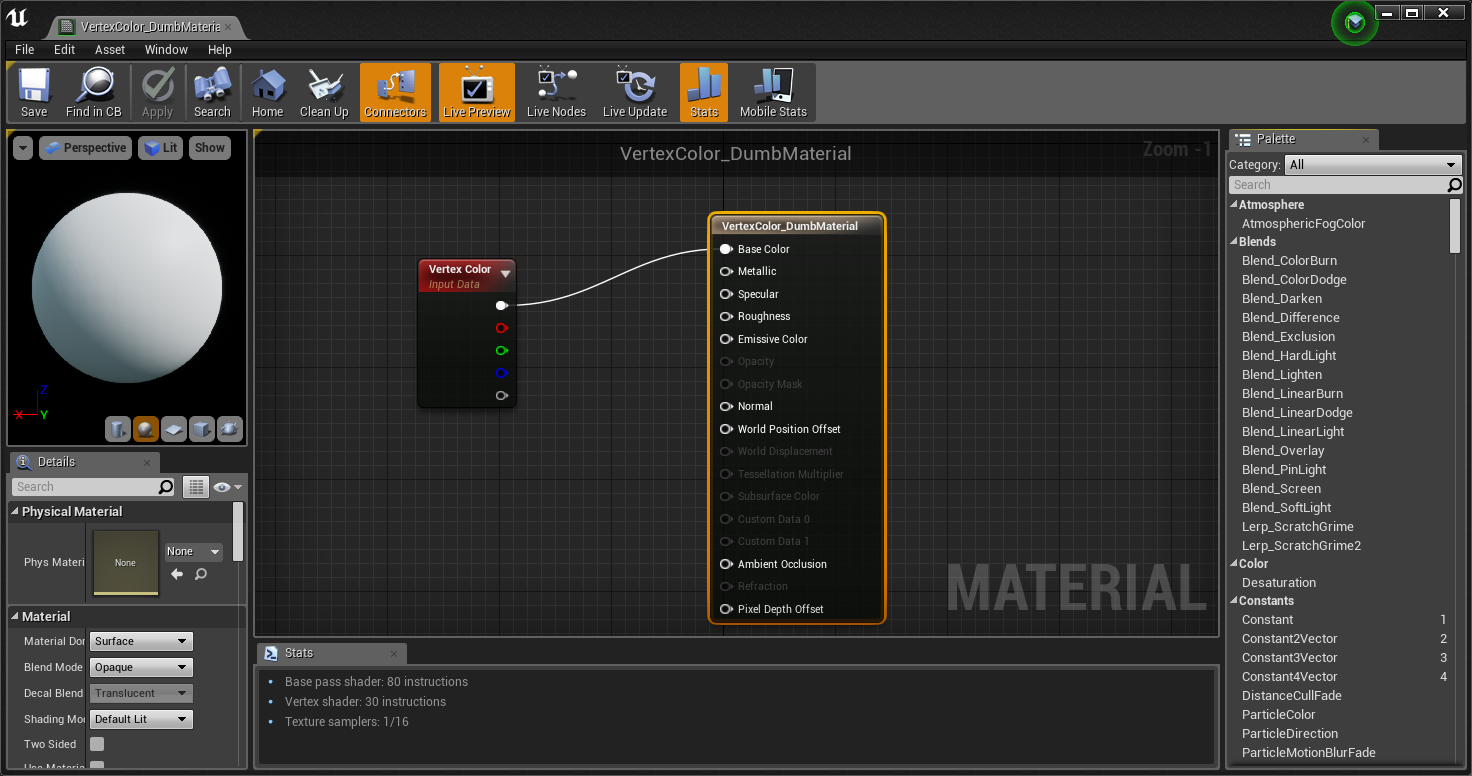 VertexColor_DumbMateria
File Edit Asset Window Help
Save Find in CB Apply Search Home Clean Up Connectors Live Preview Live Nodes Live Update Stats Mobile Stats
Perspective Lit Show
Z
X Y
Details
Search
Physical Material
Phys Materi
None
None
Material
Material Do
Surface
Blend Mode
Opaque
Decal Blend
Translucent
Shading Mo
Default Lit
Two Sided
Use Materia
VertexColor_DumbMaterial
Zoom -1
Vertex Color
Input Data
VertexColor_DumbMaterial
Base Color
Metallic
Specular
Roughness
Emissive Color
Opacity
Opacity Mask
Normal
World Position Offset
World Displacement
Tessellation Multiplier
Subsurface Color
Custom Data 0
Custom Data 1
Ambient Occlusion
Refraction
Pixel Depth Offset
MATERIAL
Stats
Base pass shader: 80 instructions
Vertex shader: 30 instructions
Texture samplers: 1/16
Palette
Category: All
Search
Atmosphere
AtmosphericFogColor
Blends
Blend_ColorBurn
Blend_ColorDodge
Blend_Darken
Blend_Difference
Blend_Exclusion
Blend_HardLight
Blend_Lighten
Blend_LinearBurn
Blend_LinearDodge
Blend_LinearLight
Blend_Overlay
Blend_PinLight
Blend_Screen
Blend_SoftLight
Lerp_ScratchGrime
Lerp_ScratchGrime2
Color
Desaturation
Constants
Constant 1
Constant2Vector 2
Constant3Vector 3
Constant4Vector 4
DistanceCullFade
ParticleColor
ParticleDirection
ParticleMotionBlurFade